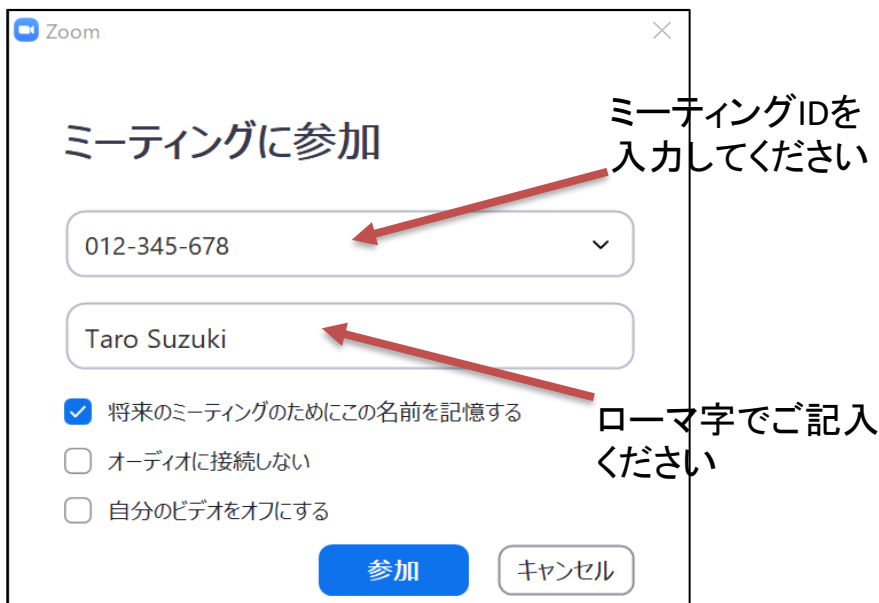 Zoom
ミーティングに参加
ミーティングIDを
入力してください
012-345-678
Taro Suzuki
将来のミーティングのためにこの名前を記憶する
ローマ字でご記入
ください
オーディオに接続しない
自分のビデオをオフにする
参加
キャンセル